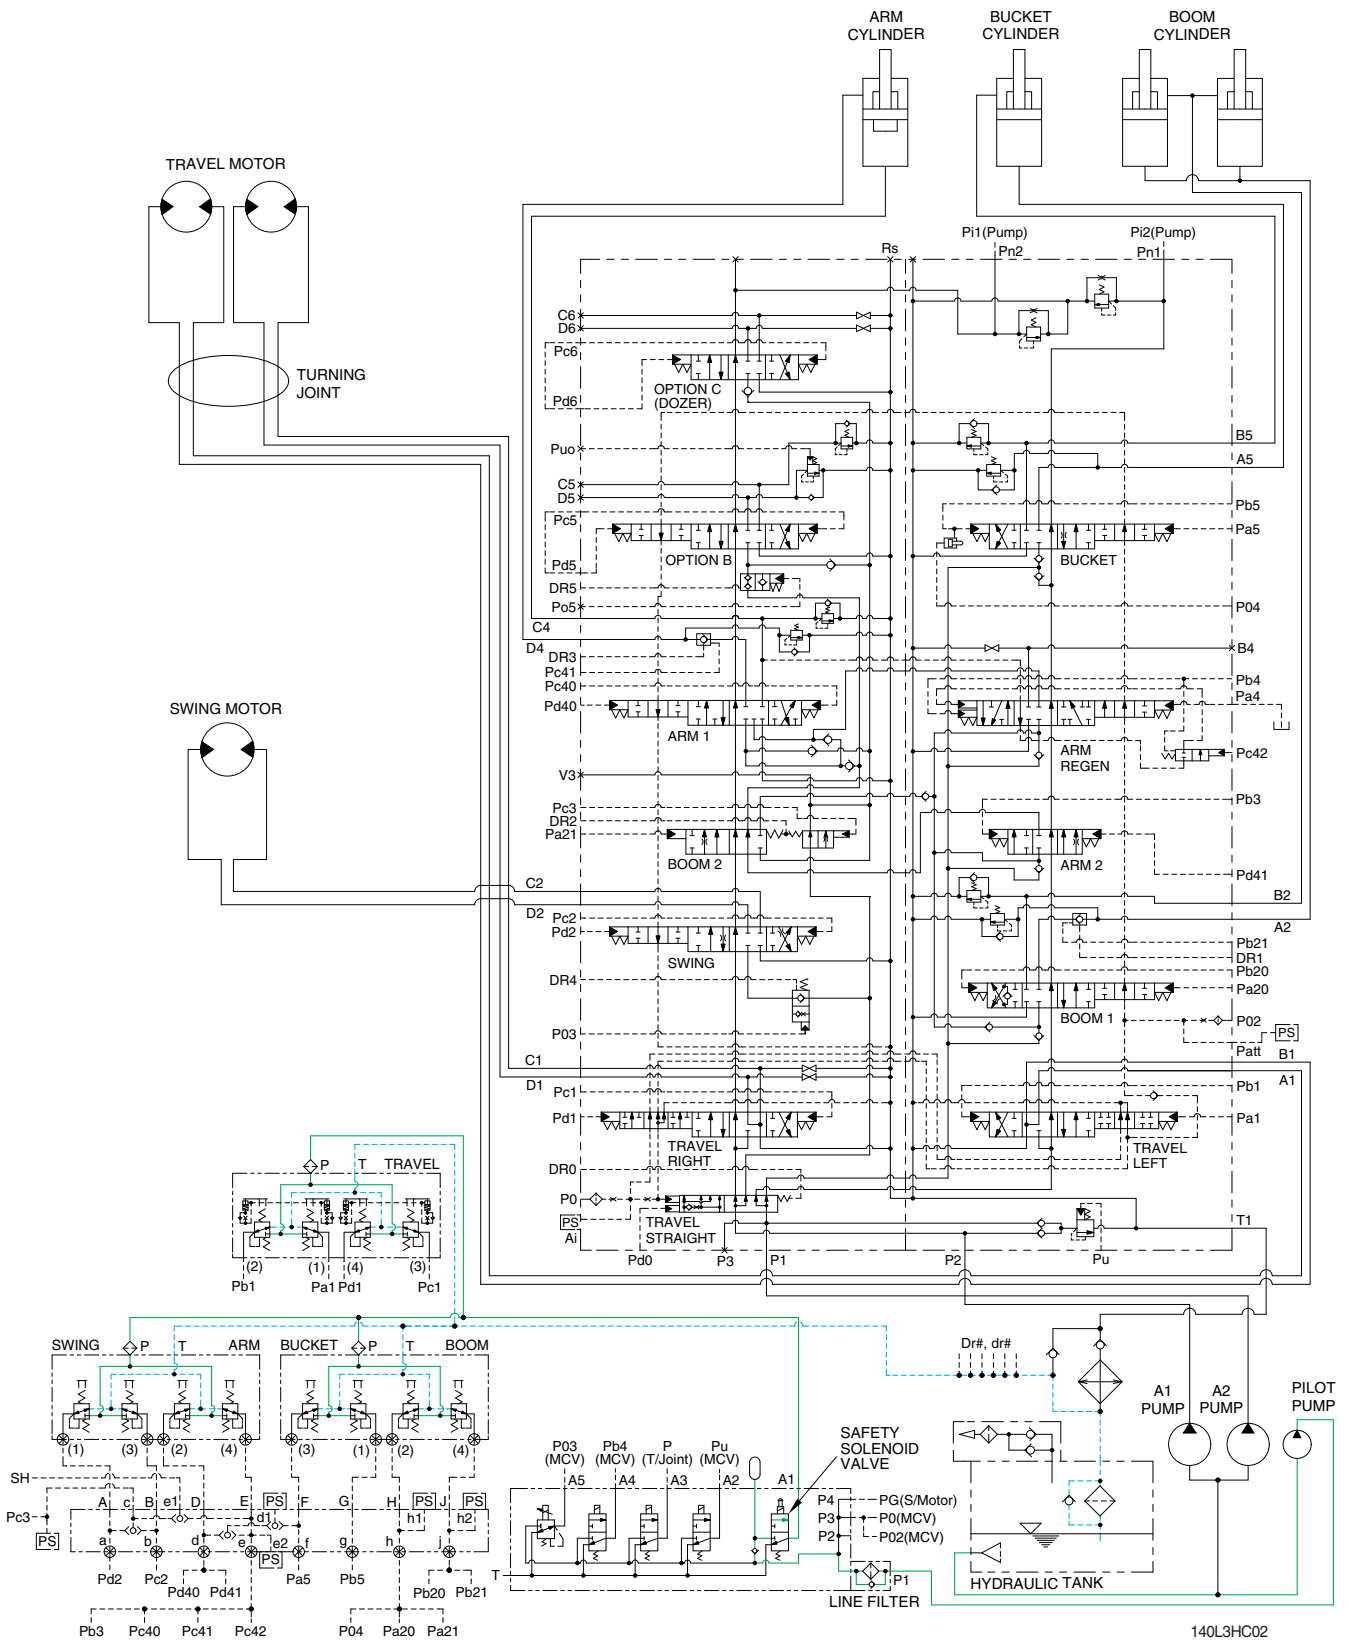 ARM
CYLINDER
BUCKET
CYLINDER
BOOM
CYLINDER
TRAVEL MOTOR
TURNING
JOINT
SWING MOTOR
Rs
Pi1(Pump)
Pn2
Pi2(Pump)
Pn1
C6
D6
Pc6
Pd6
OPTION C
(DOZER)
Puo
C5
D5
Pc5
Pd5
OPTION B
DR5
Po5
C4
D4
DR3
Pc41
Pc40
Pd40
ARM 1
V3
Pc3
DR2
Pa21
BOOM 2
C2
D2
Pc2
Pd2
SWING
DR4
P03
C1
D1
Pc1
Pd1
TRAVEL
RIGHT
DR0
P0
PS
Ai
TRAVEL
STRAIGHT
Pd0
P3
P1
P2
Pu
B5
A5
Pb5
Pa5
BUCKET
P04
B4
Pb4
Pa4
ARM
REGEN
Pc42
Pb3
ARM 2
Pd41
B2
A2
Pb21
DR1
Pb20
Pa20
BOOM 1
P02
PS
Patt
B1
A1
Pb1
Pa1
TRAVEL
LEFT
T1
P
T
TRAVEL
(2)
(1)
(4)
(3)
Pb1
Pa1
Pd1
Pc1
SWING
P
T
ARM
BUCKET
P
T
BOOM
(1)
(3)
(2)
(4)
(3)
(1)
(2)
(4)
SH
Pc3
PS
A
c
B
e1
D
E
PS
d1
F
G
H
PS
h1
J
PS
h2
a
b
d
e
e2
PS
f
g
h
j
Pd2
Pc2
Pd40
Pd41
Pa5
Pb5
Pb20
Pb21
Pb3
Pc40
Pc41
Pc42
P04
Pa20
Pa21
P03
(MCV)
Pb4
(MCV)
P
(T/Joint)
Pu
(MCV)
A5
A4
A3
A2
A1
SAFETY
SOLENOID
VALVE
T
P4
PG(S/Motor)
P3
P0(MCV)
P2
P02(MCV)
P1
LINE FILTER
Dr#, dr#
A1
PUMP
A2
PUMP
PILOT
PUMP
HYDRAULIC TANK
140L3HC02